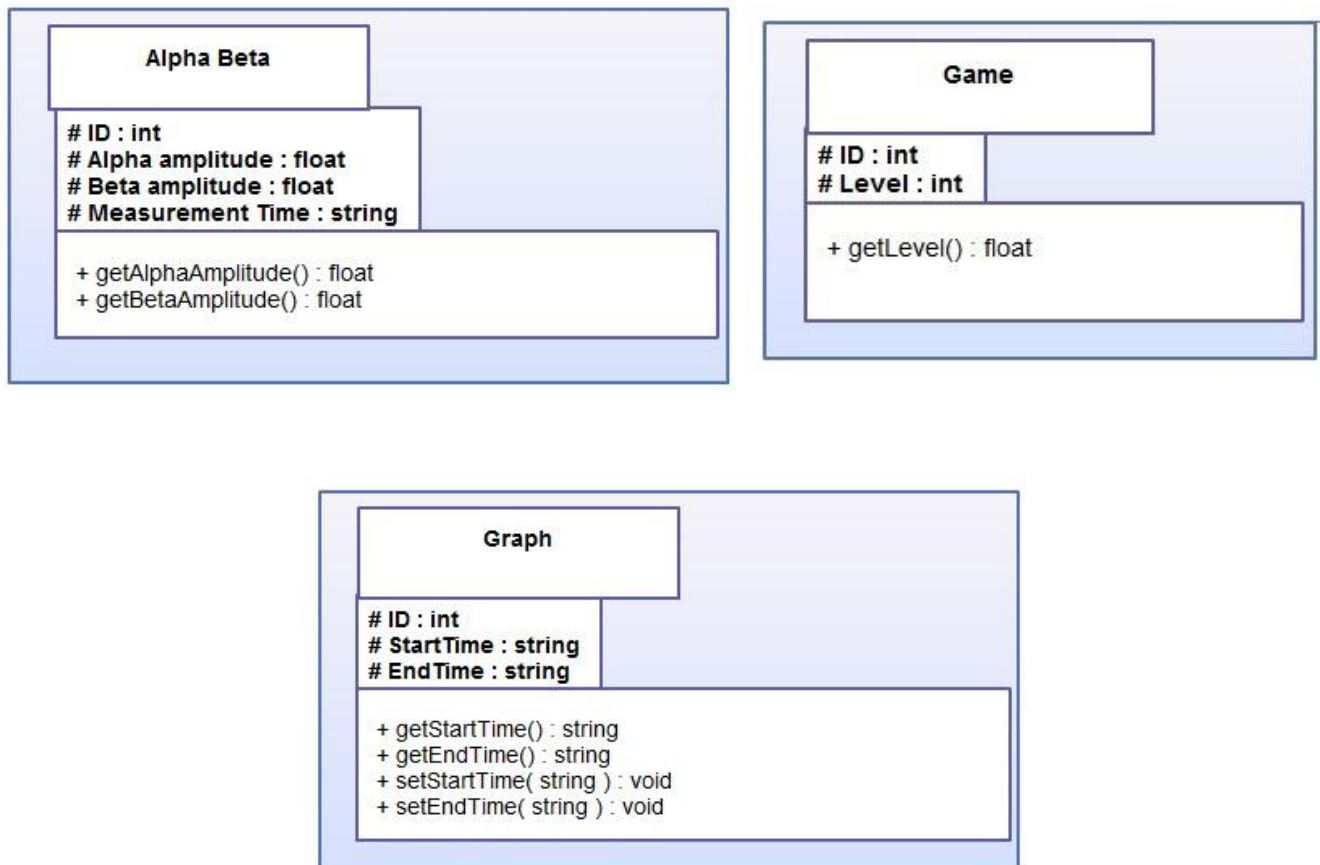 Alpha Beta
# ID : int
# Alpha amplitude : float
# Beta amplitude : float
# Measurement Time : string
+ getAlphaAmplitude() : float
+ getBetaAmplitude() : float
Game
# ID : int
# Level : int
+ getLevel() : float
Graph
# ID : int
# StartTime : string
# EndTime : string
+ getStartTime() : string
+ getEndTime() : string
+ setStartTime( string ) : void
+ setEndTime( string ) : void